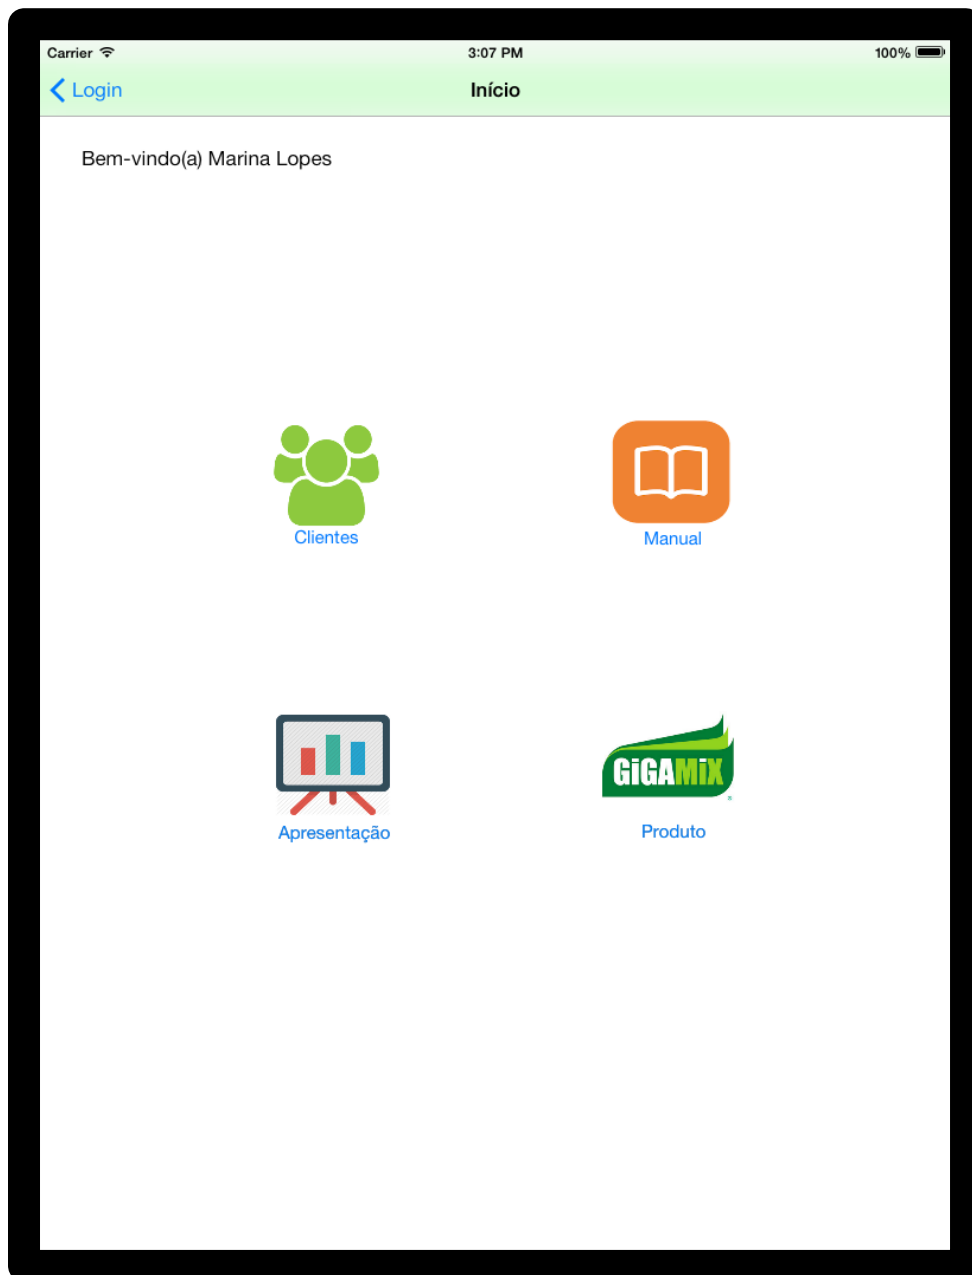 Carrier 3:07 PM 100%
Login Início
Bem-vindo(a) Marina Lopes
Clientes Manual
GiGAMiX
®
Apresentação Produto